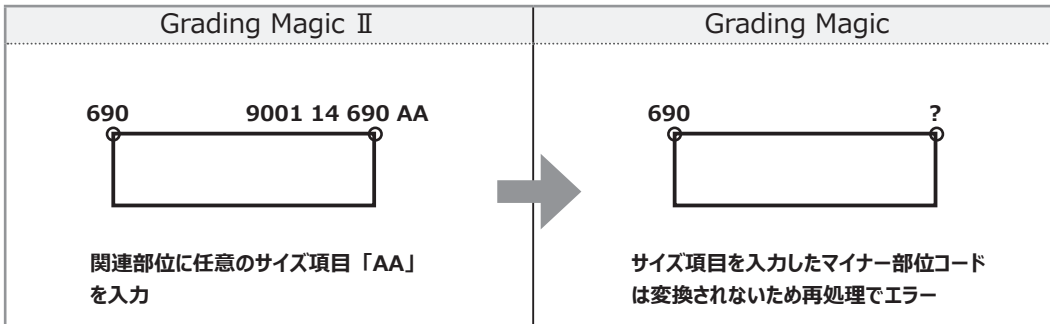 Grading Magic Ⅱ
Grading Magic
690
9001 14 690 AA
690
?
関連部位に任意のサイズ項目「AA」
を入力
サイズ項目を入力したマイナー部位コード
は変換されないため再処理でエラー